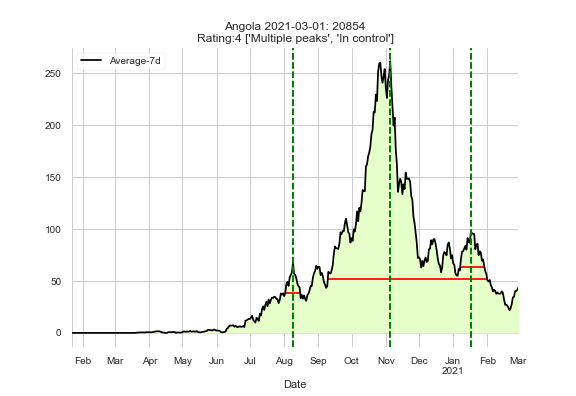 Angola 2021-03-01: 20854
Rating:4 ['Multiple peaks', 'In control']
Average-7d
250
200
150
100
50
0
Feb Mar Apr May Jun Jul Aug Sep Oct Nov Dec Jan Feb Mar
2021
Date